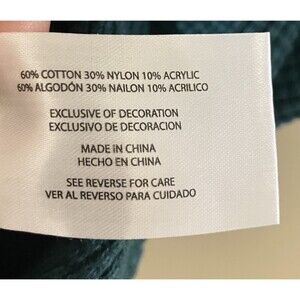 60% COTTON 30% NYLON 10% ACRYLIC
60% ALGODÓN 30% NAILON 10% ACRILICO
EXCLUSIVE OF DECORATION
EXCLUSIVO DE DECORACION
MADE IN CHINA
HECHO EN CHINA
SEE REVERSE FOR CARE
VER AL REVERSO PARA CUIDADO